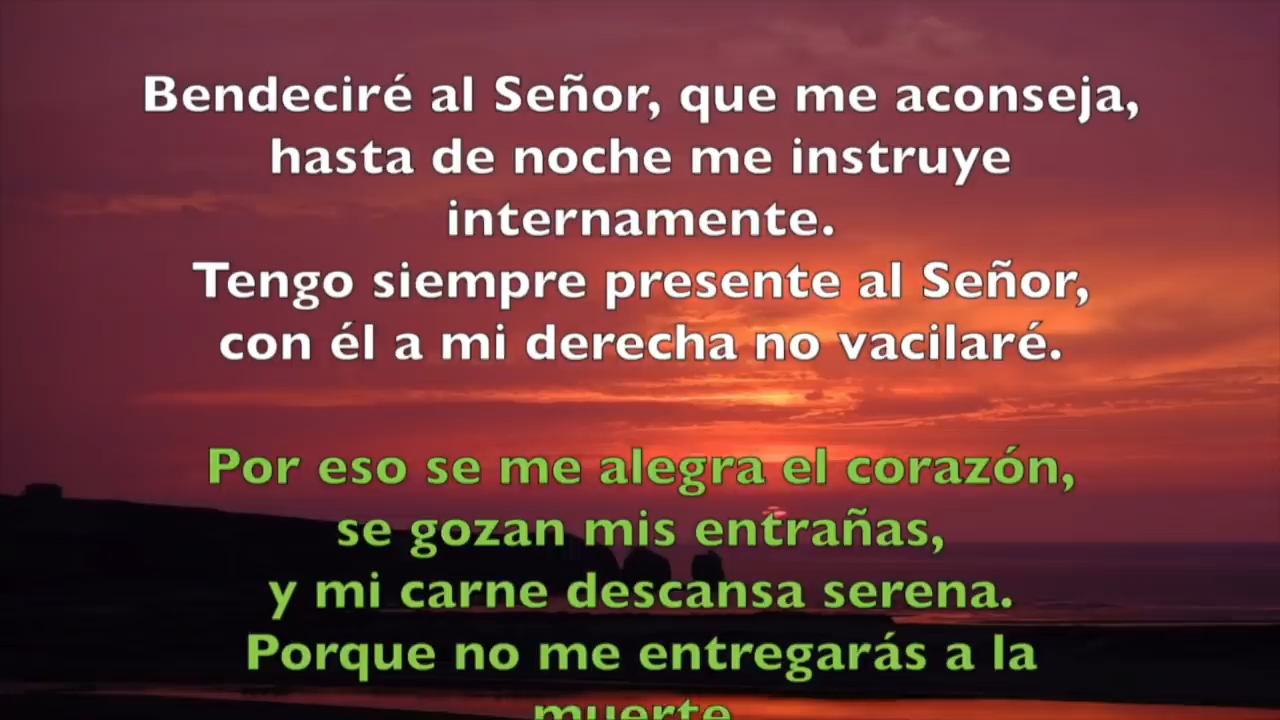 Bendeciré al Señor, que me aconseja,
hasta de noche me instruye
internamente.
Tengo siempre presente al Señor,
con él a mi derecha no vacilaré.
Por eso se me alegra el corazón,
se gozan mis entrañas,
y mi carne descansa serena.
Porque no me entregarás a la
muerte